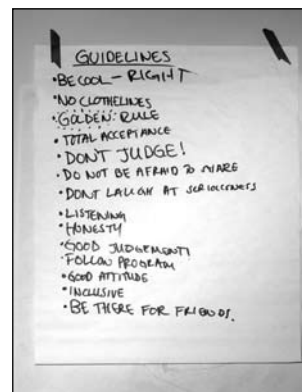 GUIDELINES
• BE COOL – RIGHT
• NO CLOTHELINES
• GOLDEN RULE
• TOTAL ACCEPTANCE
• DON'T JUDGE!
• DO NOT BE AFRAID TO SHARE
• DONT LAUGH AT SERIOUSNESS
• LISTENING
• HONESTY
• GOOD JUDGEMENT!
• FOLLOW PROGRAM
• GOOD ATTITUDE
• INCLUSIVE
• BE THERE FOR FRIENDS.